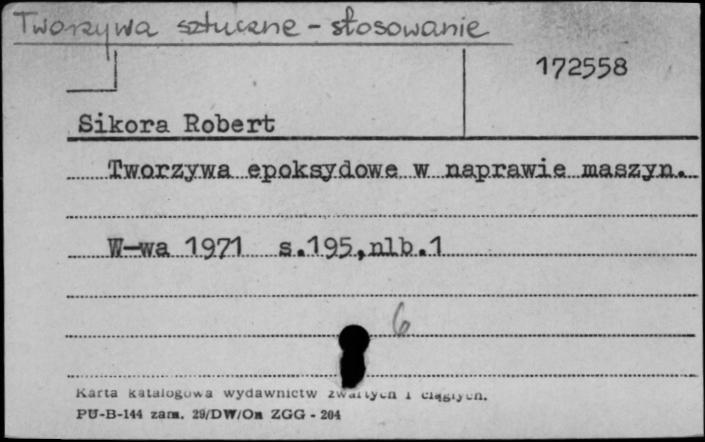 Tworzywa sztuczne - stosowanie
172558
Sikora Robert
Tworzywa epoksydowe w naprawie maszyn.
W-wa 1971 s.195,nlb.1
6
Karta katalogowa wydawnictw zwartych i ciągłych.
PU-B-144 zam. 29/DW/On ZGG - 204